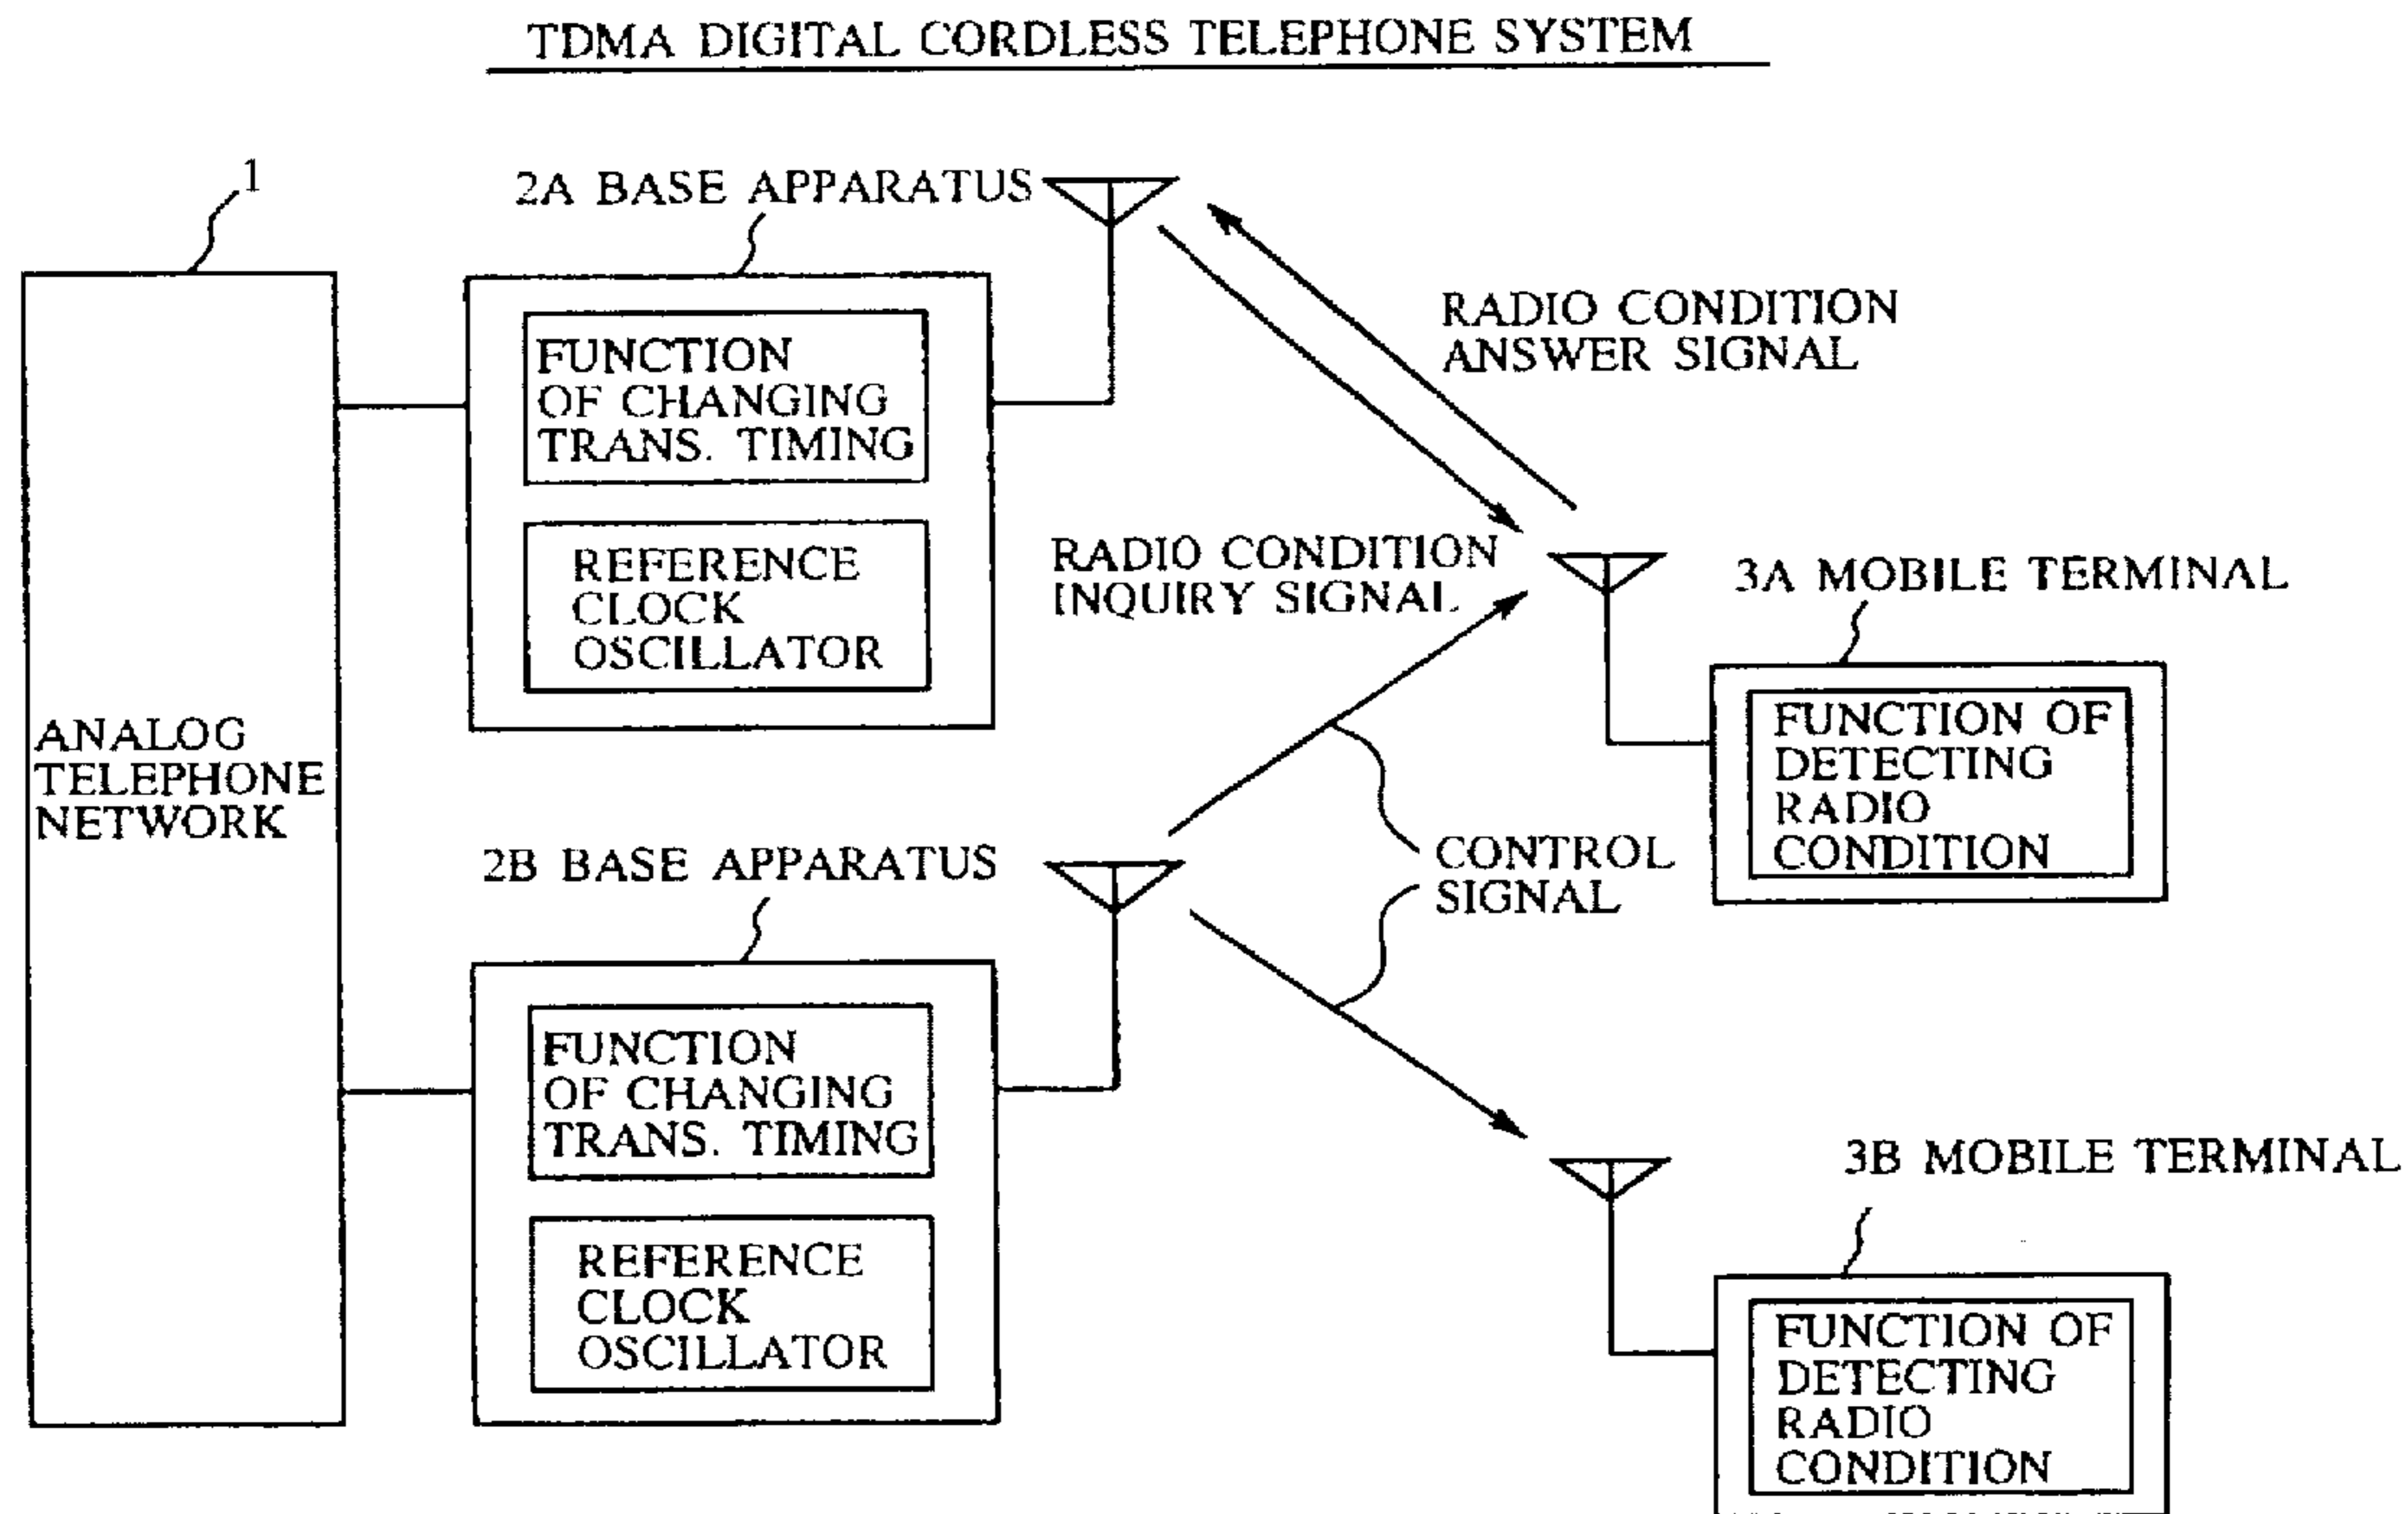 TDMA DIGITAL CORDLESS TELEPHONE SYSTEM
1
2A BASE APPARATUS
FUNCTION
OF CHANGING
TRANS. TIMING
REFERENCE
CLOCK
OSCILLATOR
RADIO CONDITION
ANSWER SIGNAL
RADIO CONDITION
INQUIRY SIGNAL
3A MOBILE TERMINAL
FUNCTION OF
DETECTING
RADIO
CONDITION
ANALOG
TELEPHONE
NETWORK
CONTROL
SIGNAL
2B BASE APPARATUS
FUNCTION
OF CHANGING
TRANS. TIMING
REFERENCE
CLOCK
OSCILLATOR
3B MOBILE TERMINAL
FUNCTION OF
DETECTING
RADIO
CONDITION